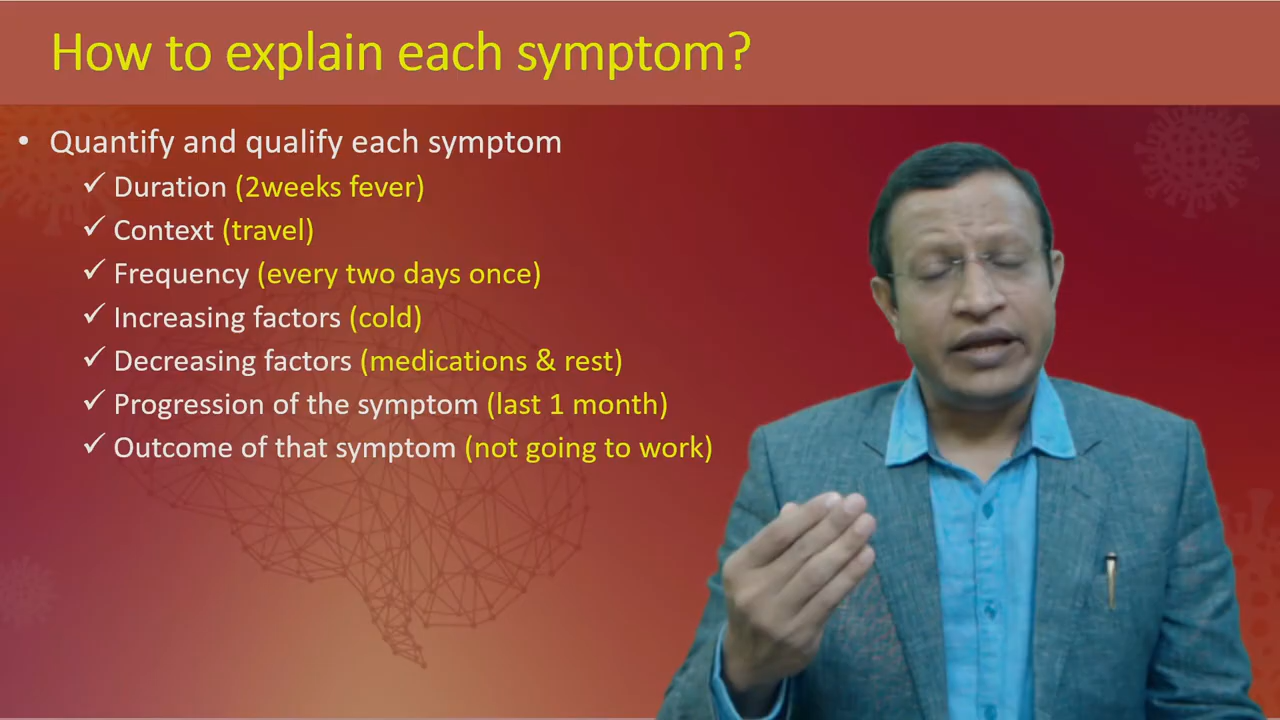 How to explain each symptom?
• Quantify and qualify each symptom
✓ Duration (2weeks fever)
✓ Context (travel)
✓ Frequency (every two days once)
✓ Increasing factors (cold)
✓ Decreasing factors (medications & rest)
✓ Progression of the symptom (last 1 month)
✓ Outcome of that symptom (not going to work)